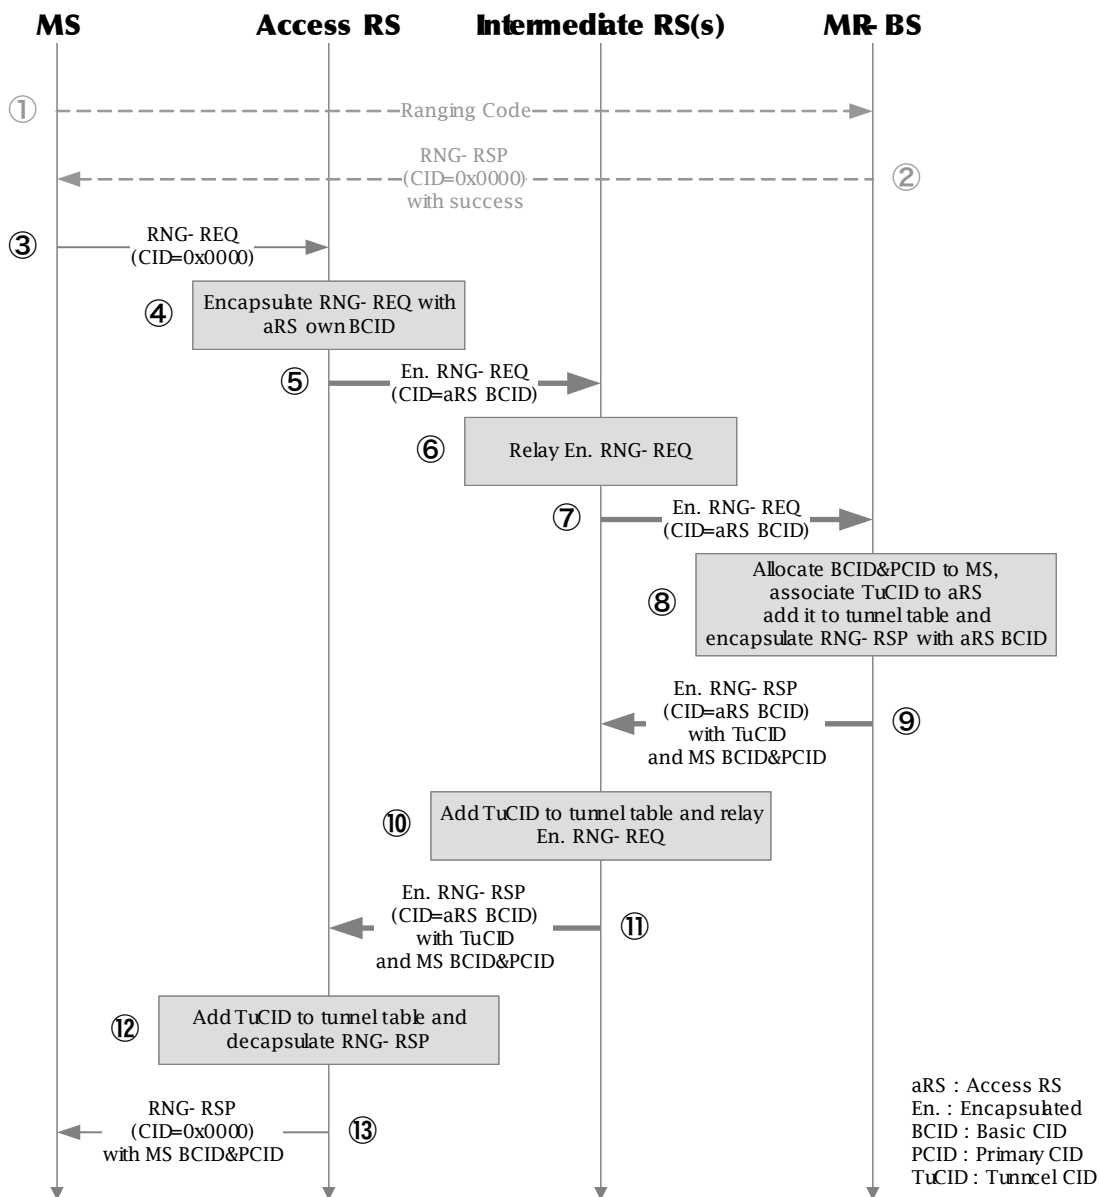 MS Access RS Intermediate RS(s) MR-BS
① Ranging Code
RNG-RSP
(CID=0x0000)
with success
②
③
RNG-REQ
(CID=0x0000)
④
Encapsulate RNG-REQ with
aRS own BCID
⑤
En. RNG-REQ
(CID=aRS BCID)
⑥
Relay En. RNG-REQ
⑦
En. RNG-REQ
(CID=aRS BCID)
⑧
Allocate BCID&PCID to MS,
associate TuCID to aRS
add it to tunnel table and
encapsulate RNG-RSP with aRS BCID
En. RNG-RSP
(CID=aRS BCID)
with TuCID
and MS BCID&PCID
⑨
⑩
Add TuCID to tunnel table and relay
En. RNG-REQ
En. RNG-RSP
(CID=aRS BCID)
with TuCID
and MS BCID&PCID
⑪
⑫
Add TuCID to tunnel table and
decapsulate RNG-RSP
RNG-RSP
(CID=0x0000)
with MS BCID&PCID
⑬
aRS : Access RS
En. : Encapsulated
BCID : Basic CID
PCID : Primary CID
TuCID : Tunncel CID